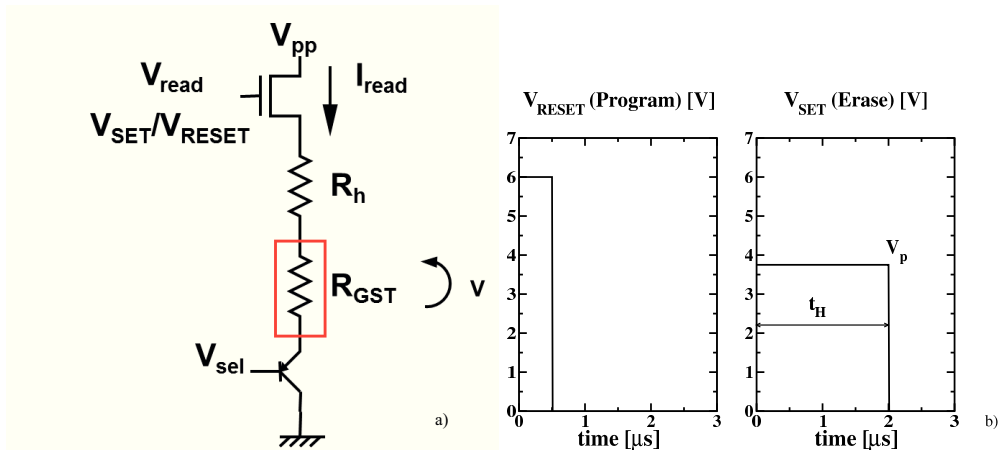 V_pp
V_read
I_read
V_SET/V_RESET
R_h
R_GST
V
V_sel
a)
V_RESET (Program) [V]
7
6
5
4
3
2
1
0
0 1 2 3
time [μs]
V_SET (Erase) [V]
7
6
5
4
3
2
1
0
V_p
t_H
0 1 2 3
time [μs]
b)